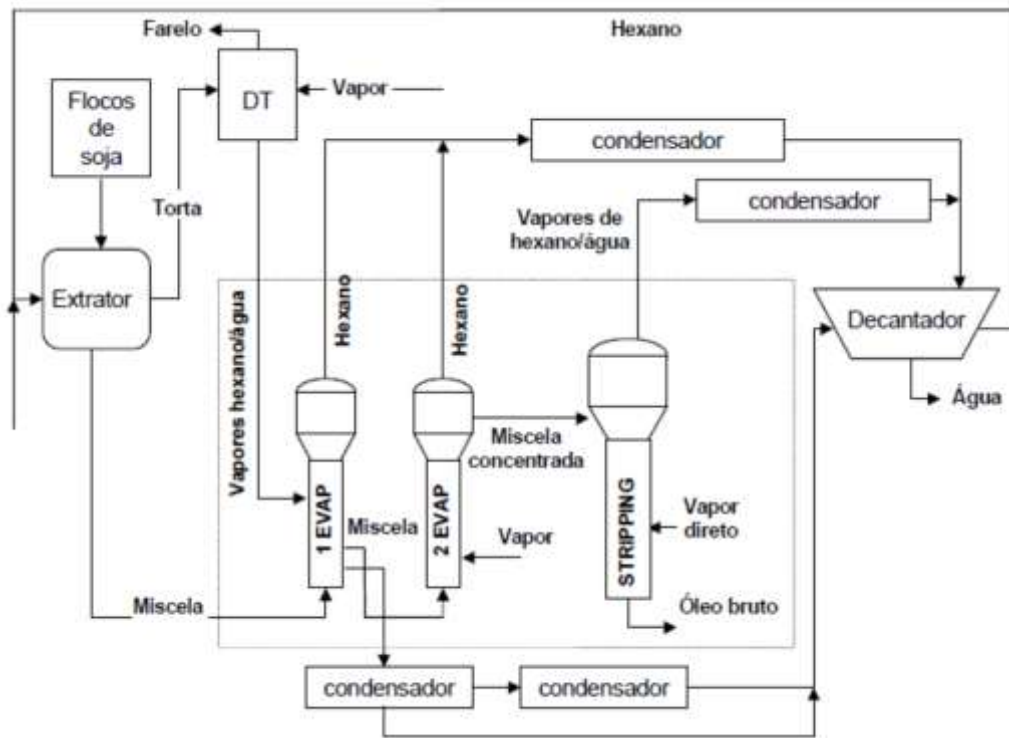 Farelo
Hexano
Flocos
de
soja
DT
Vapor
condensador
Torta
Vapores de
hexano/água
condensador
Extrator
Vapores hexano/água
Hexano
Hexano
Decantador
Água
Miscela
concentrada
1 EVAP
Miscela
2 EVAP
Vapor
STRIPPING
Vapor
direto
Miscela
Óleo bruto
condensador
condensador